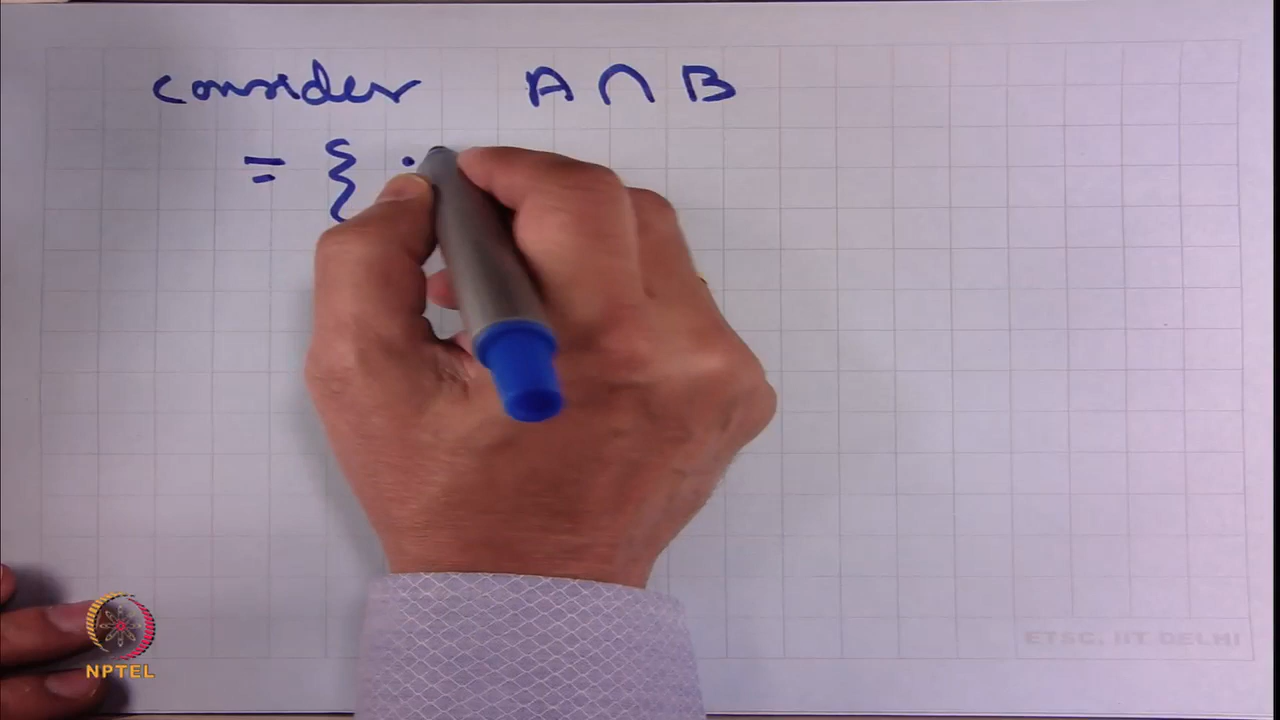 consider A ∩ B
= {
NPTEL
ETSC, IIT DELHI